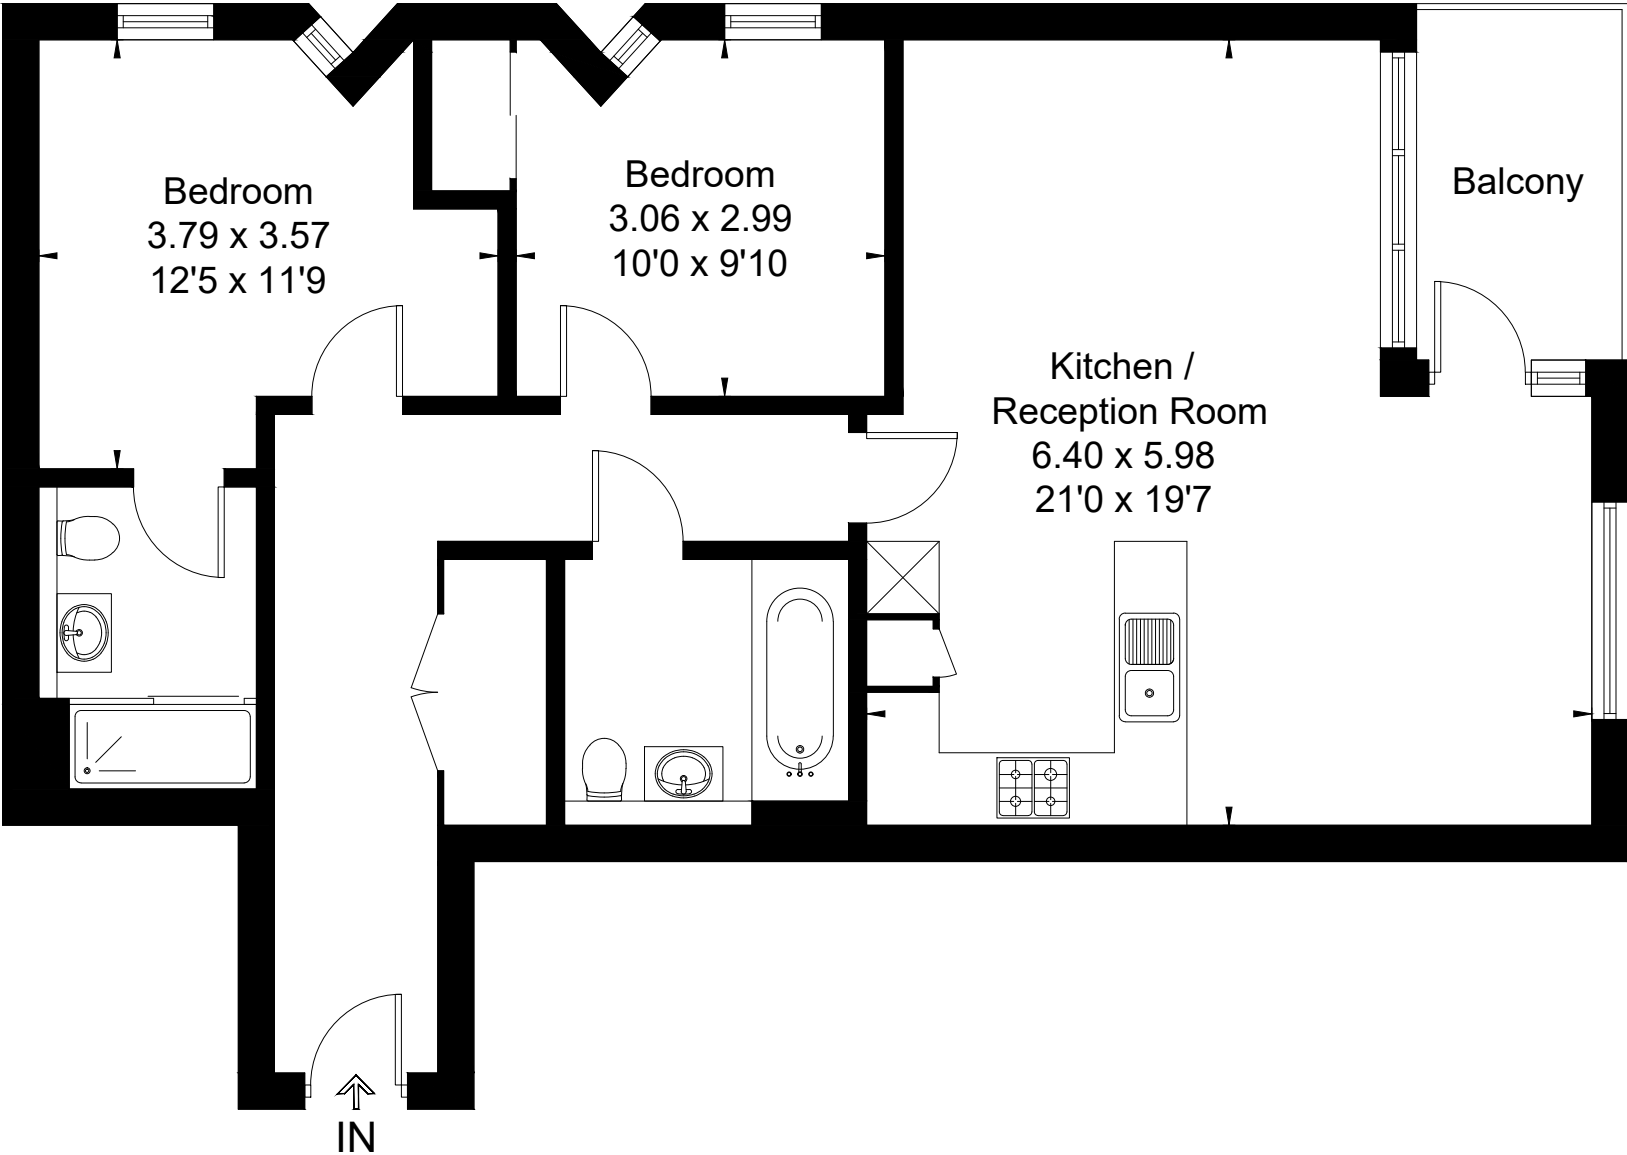 Bedroom
3.79 x 3.57
12'5 x 11'9
Bedroom
3.06 x 2.99
10'0 x 9'10
Balcony
Kitchen /
Reception Room
6.40 x 5.98
21'0 x 19'7
IN